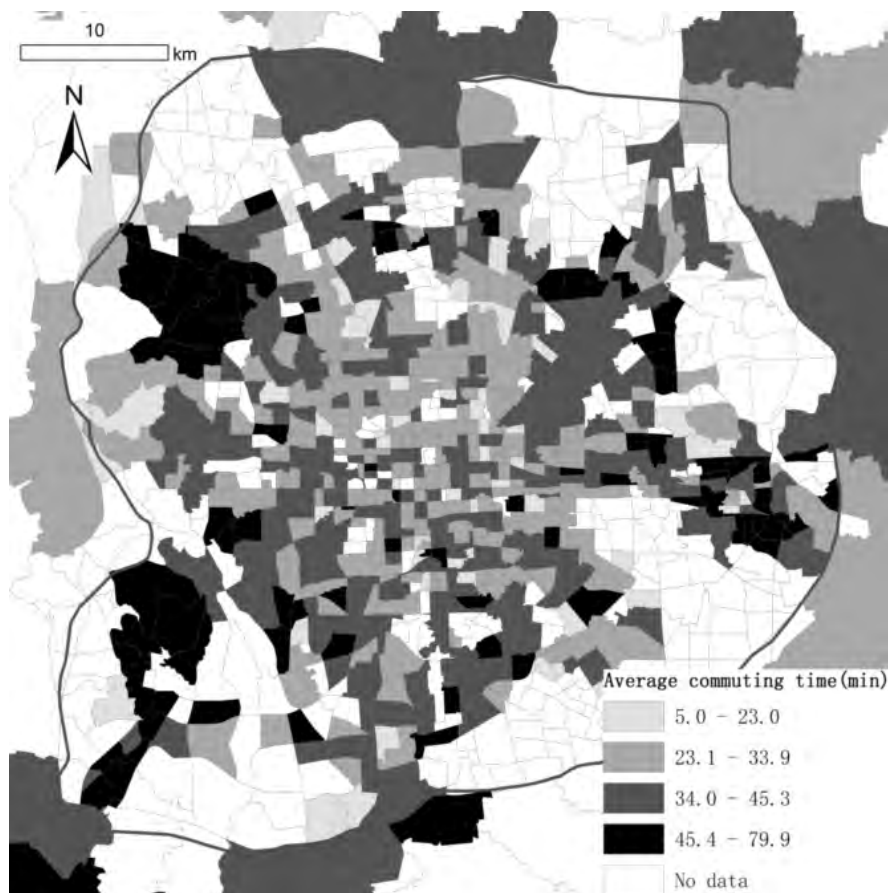 10
km
N
Average commuting time(min)
5.0 - 23.0
23.1 - 33.9
34.0 - 45.3
45.4 - 79.9
No data